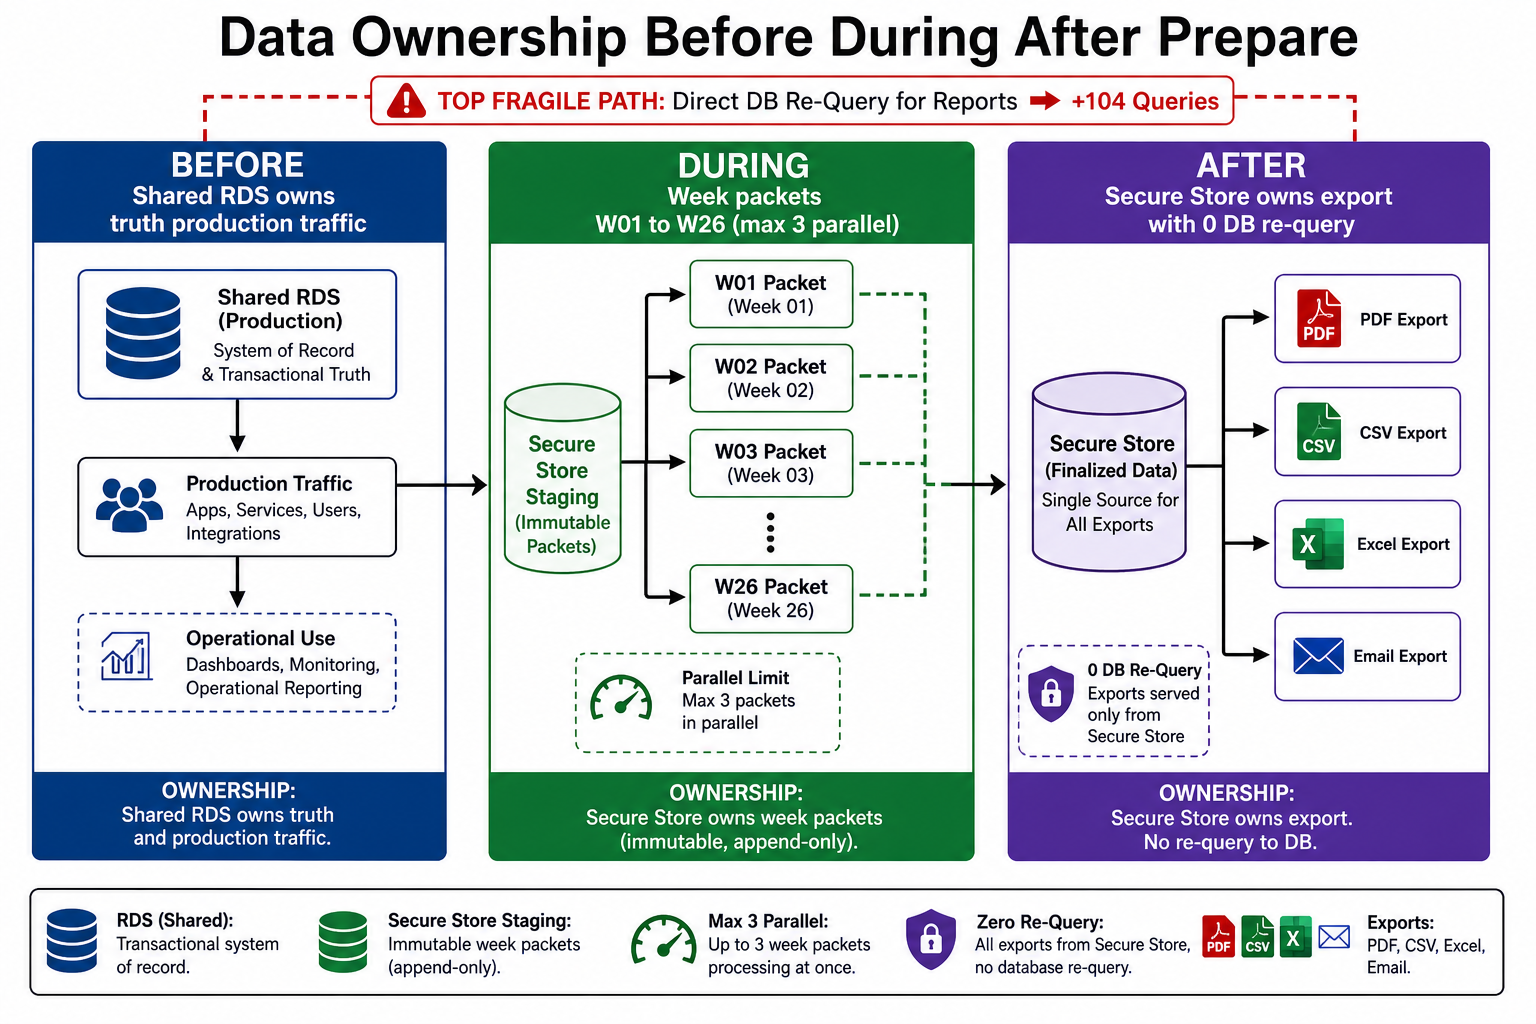 Data Ownership Before During After Prepare
TOP FRAGILE PATH: Direct DB Re-Query for Reports → +104 Queries
BEFORE
Shared RDS owns
truth production traffic
Shared RDS
(Production)
System of Record
& Transactional Truth
Production Traffic
Apps, Services, Users,
Integrations
Operational Use
Dashboards, Monitoring,
Operational Reporting
OWNERSHIP:
Shared RDS owns truth
and production traffic.
DURING
Week packets
W01 to W26 (max 3 parallel)
Secure
Store
Staging
(Immutable
Packets)
W01 Packet
(Week 01)
W02 Packet
(Week 02)
W03 Packet
(Week 03)
W26 Packet
(Week 26)
Parallel Limit
Max 3 packets
in parallel
OWNERSHIP:
Secure Store owns week packets
(immutable, append-only).
AFTER
Secure Store owns export
with 0 DB re-query
Secure Store
(Finalized Data)
Single Source for
All Exports
PDF
PDF Export
CSV
CSV Export
X
Excel Export
Email Export
0 DB Re-Query
Exports served
only from
Secure Store
OWNERSHIP:
Secure Store owns export.
No re-query to DB.
RDS (Shared):
Transactional system
of record.
Secure Store Staging:
Immutable week packets
(append-only).
Max 3 Parallel:
Up to 3 week packets
processing at once.
Zero Re-Query:
All exports from Secure Store,
no database re-query.
PDF
CSV
X
Exports:
PDF, CSV, Excel,
Email.